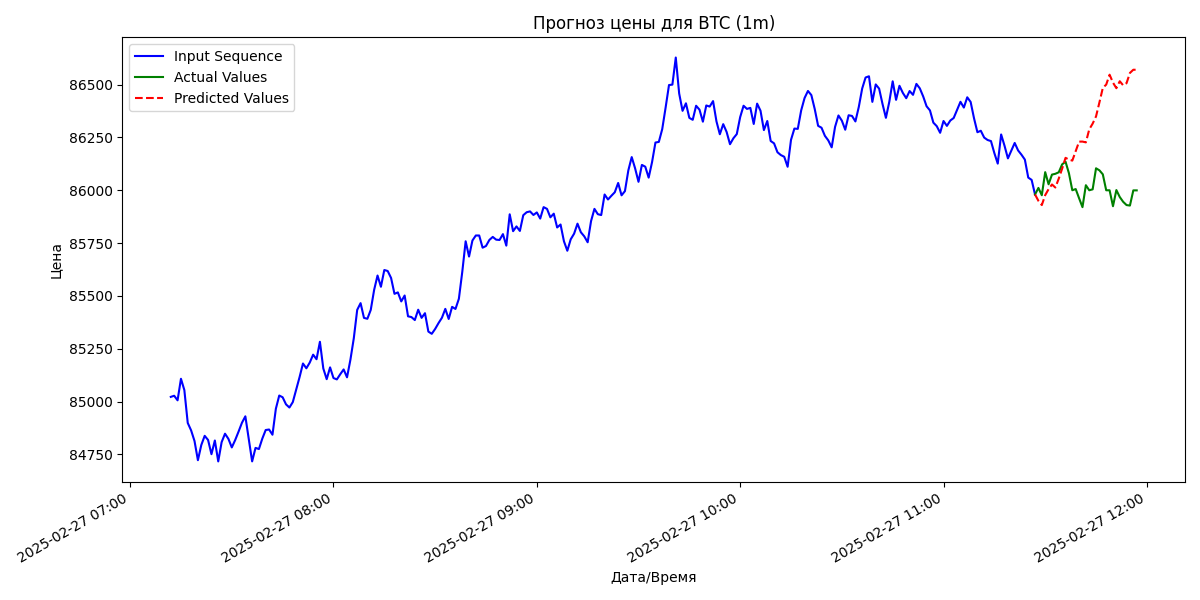 Прогноз цены для BTC (1m)
Input Sequence
Actual Values
Predicted Values
Цена
86500
86250
86000
85750
85500
85250
85000
84750
2025-02-27 07:00
2025-02-27 08:00
2025-02-27 09:00
2025-02-27 10:00
2025-02-27 11:00
2025-02-27 12:00
Дата/Время